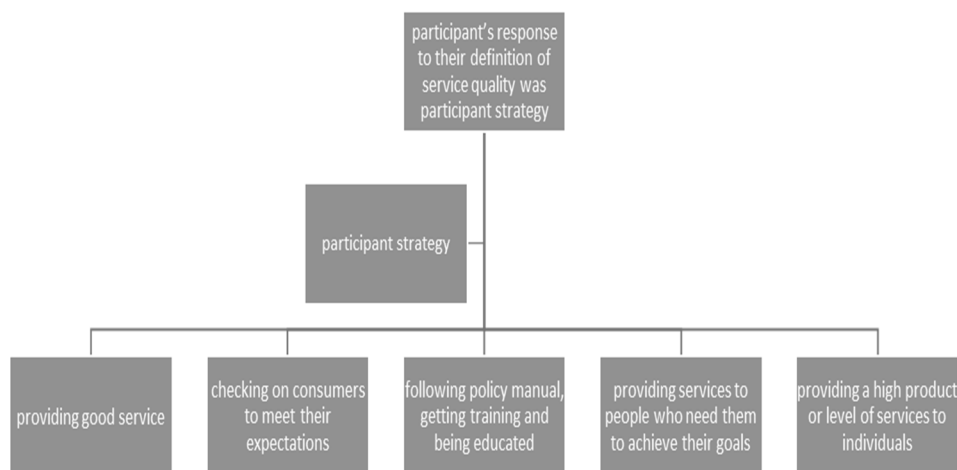 participant's response
to their definition of
service quality was
participant strategy
participant strategy
providing good service
checking on consumers
to meet their
expectations
following policy manual,
getting training and
being educated
providing services to
people who need them
to achieve their goals
providing a high product
or level of services to
individuals